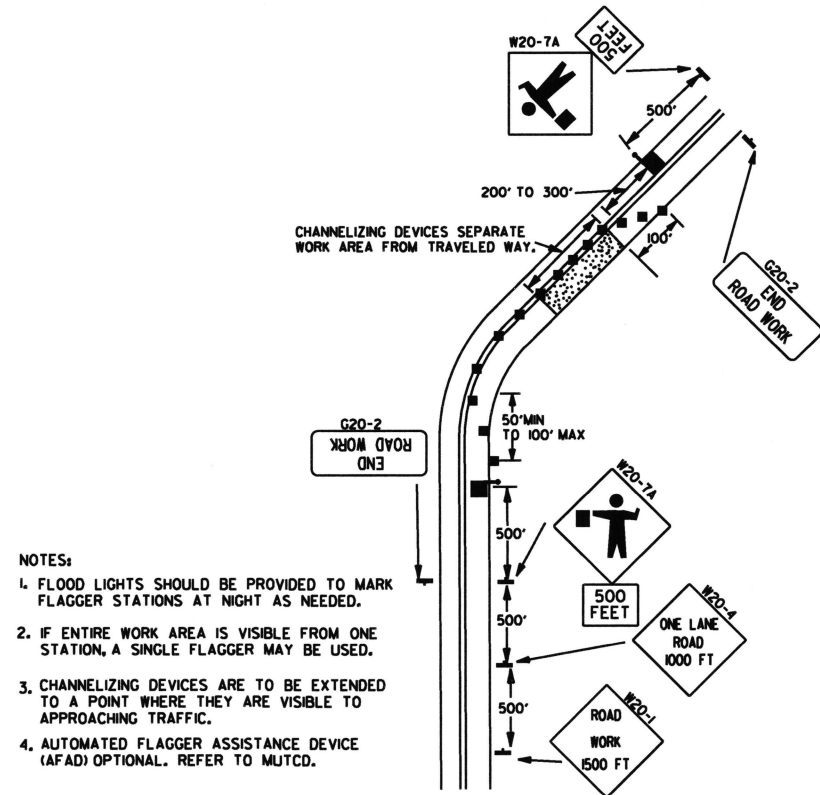 W20-7A
500
FEET
500'
200' TO 300'
CHANNELIZING DEVICES SEPARATE
WORK AREA FROM TRAVELED WAY.
100'
G20-2
END
ROAD WORK
50'MIN
TO 100' MAX
G20-2
END
ROAD WORK
W20-7A
500'
500
FEET
500'
W20-4
ONE LANE
ROAD
1000 FT
500'
W20-1
ROAD
WORK
1500 FT
NOTES:
1. FLOOD LIGHTS SHOULD BE PROVIDED TO MARK
FLAGGER STATIONS AT NIGHT AS NEEDED.
2. IF ENTIRE WORK AREA IS VISIBLE FROM ONE
STATION, A SINGLE FLAGGER MAY BE USED.
3. CHANNELIZING DEVICES ARE TO BE EXTENDED
TO A POINT WHERE THEY ARE VISIBLE TO
APPROACHING TRAFFIC.
4. AUTOMATED FLAGGER ASSISTANCE DEVICE
(AFAD) OPTIONAL. REFER TO MUTCD.